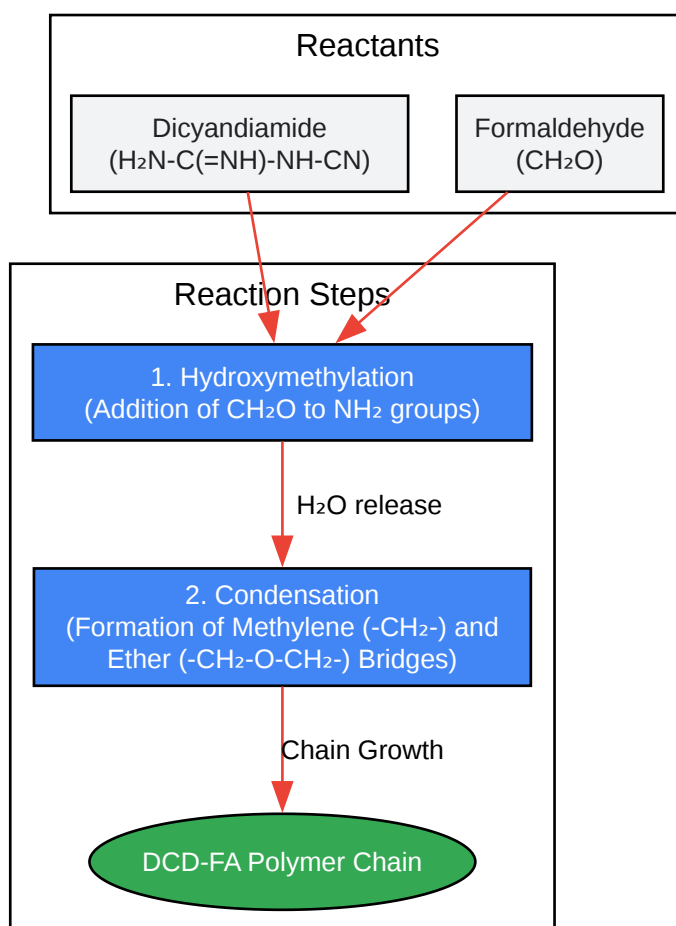 Reactants
Dicyandiamide
(H₂N-C(=NH)-NH-CN)
Formaldehyde
(CH₂O)
Reaction Steps
1. Hydroxymethylation
(Addition of CH₂O to NH₂ groups)
H₂O release
2. Condensation
(Formation of Methylene (-CH₂-) and
Ether (-CH₂-O-CH₂-) Bridges)
Chain Growth
DCD-FA Polymer Chain